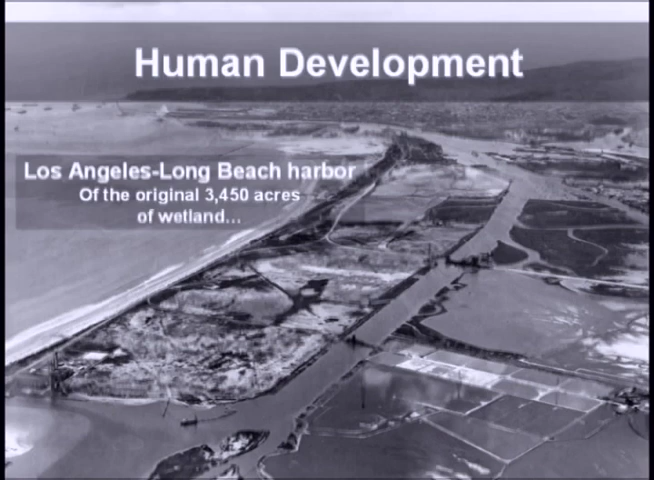 Human Development
Los Angeles-Long Beach harbor
Of the original 3,450 acres
of wetland...